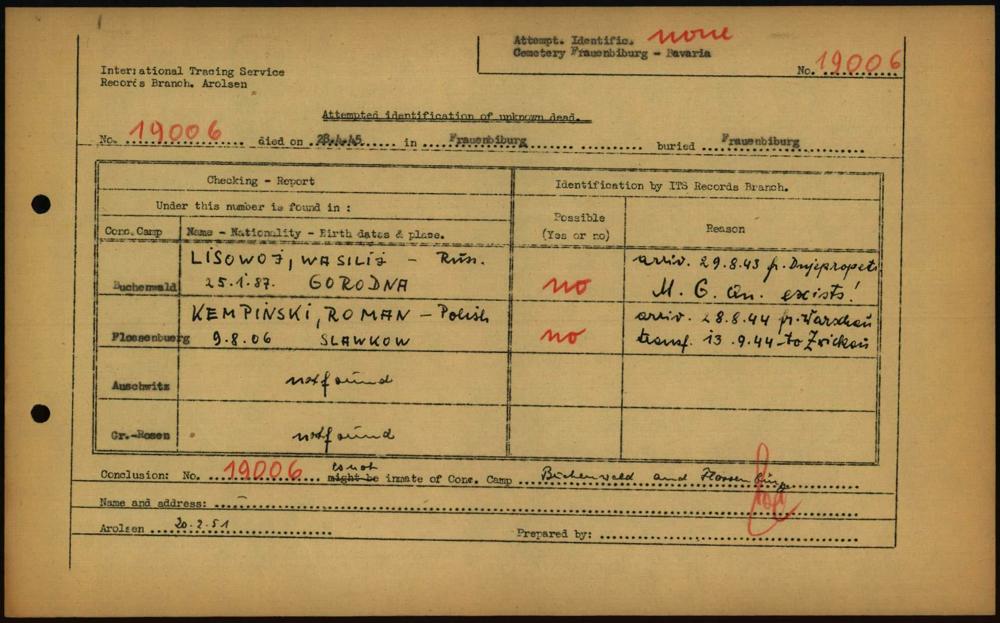 Attempt. Identific. none
Cemetery Frauenbiburg - Bavaria
No. 19006
International Tracing Service
Records Branch. Arolsen
Attempted identification of unknown dead.
No. 19006 died on 28.4.45 in Frauenbiburg buried Frauenbiburg
Checking - Report
Identification by ITS Records Branch.
Under this number is found in :
Possible
(Yes or no)
Reason
Conc. Camp Name - Nationality - Birth dates & place.
LISOWOJ, WASILIJ - Russ. arriv. 29.8.43 fr. Dnjepropet
Buchenwald 25.1.87. GORODNA no M. G. exists!
KEMPINSKI, ROMAN - Polish arriv. 28.8.44 fr. Warschau
Flossenbuerg 9.8.06 SLAWKOW no transf. 13.9.44 to Zwickau
Auschwitz not found
Gr.-Rosen not found
is not
Conclusion: No. 19006 might be inmate of Conc. Camp Buchenwald and Flossenbürg
Name and address: -
Arolsen 20.2.51
Prepared by: